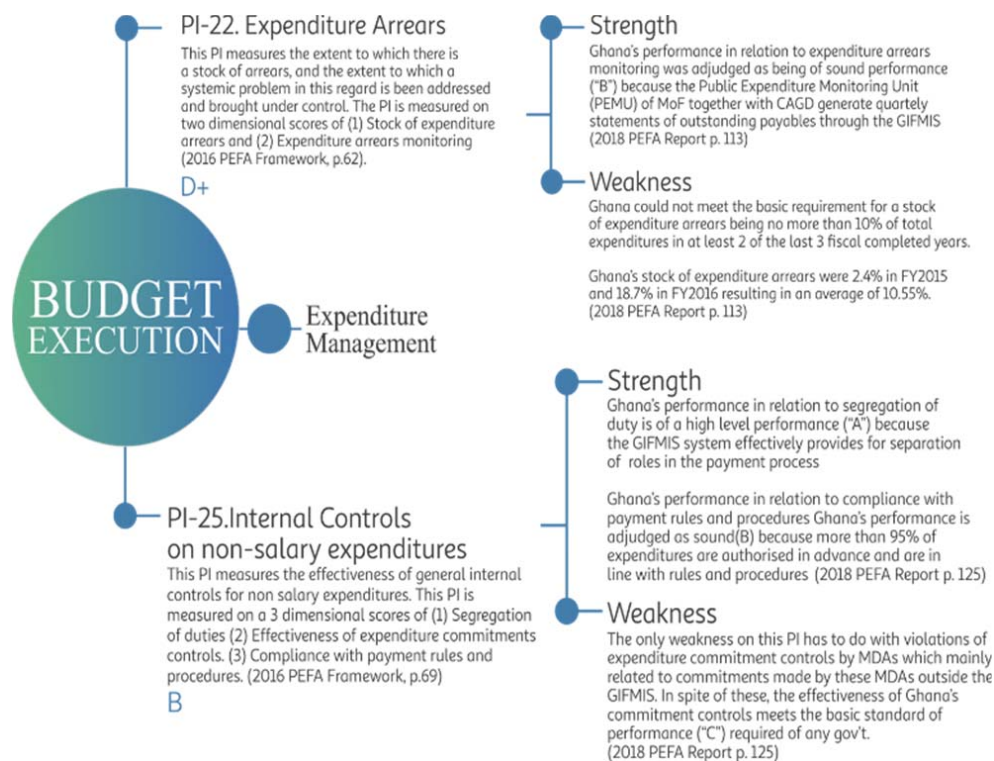 PI-22. Expenditure Arrears
This PI measures the extent to which there is
a stock of arrears, and the extent to which a
systemic problem in this regard is been addressed
and brought under control. The PI is measured on
two dimensional scores of (1) Stock of expenditure
arrears and (2) Expenditure arrears monitoring
(2016 PEFA Framework, p.62).
D+
Strength
Ghana's performance in relation to expenditure arrears
monitoring was adjudged as being of sound performance
("B") because the Public Expenditure Monitoring Unit
(PEMU) of MoF together with CAGD generate quartely
statements of outstanding payables through the GIFMIS
(2018 PEFA Report p. 113)
Weakness
Ghana could not meet the basic requirement for a stock
of expenditure arrears being no more than 10% of total
expenditures in at least 2 of the last 3 fiscal completed years.
Ghana's stock of expenditure arrears were 2.4% in FY2015
and 18.7% in FY2016 resulting in an average of 10.55%.
(2018 PEFA Report p. 113)
BUDGET
EXECUTION
Expenditure
Management
PI-25.Internal Controls
on non-salary expenditures
This PI measures the effectiveness of general internal
controls for non salary expenditures. This PI is
measured on a 3 dimensional scores of (1) Segregation
of duties (2) Effectiveness of expenditure commitments
controls. (3) Compliance with payment rules and
procedures. (2016 PEFA Framework, p.69)
B
Strength
Ghana's performance in relation to segregation of
duty is of a high level performance ("A") because
the GIFMIS system effectively provides for separation
of roles in the payment process
Ghana's performance in relation to compliance with
payment rules and procedures Ghana's performance is
adjudged as sound(B) because more than 95% of
expenditures are authorised in advance and are in
line with rules and procedures (2018 PEFA Report p. 125)
Weakness
The only weakness on this PI has to do with violations of
expenditure commitment controls by MDAs which mainly
related to commitments made by these MDAs outside the
GIFMIS. In spite of these, the effectiveness of Ghana's
commitment controls meets the basic standard of
performance ("C") required of any gov't.
(2018 PEFA Report p. 125)